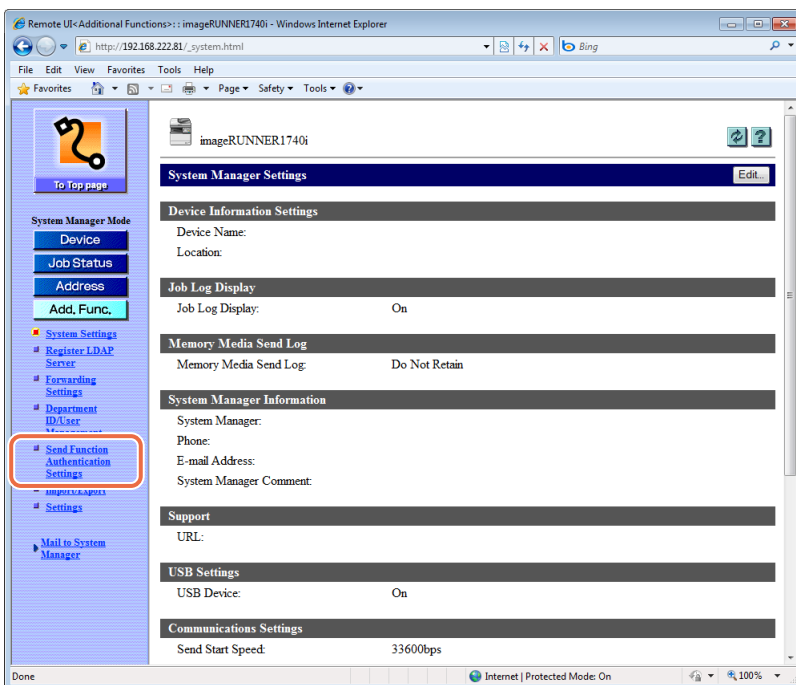 Remote UI<Additional Functions>: : imageRUNNER1740i - Windows Internet Explorer
http://192.168.222.81/_system.html
Bing
File Edit View Favorites Tools Help
Favorites Page Safety Tools
imageRUNNER1740i
To Top page
System Manager Settings
Edit...
System Manager Mode
Device
Job Status
Address
Add. Func.
System Settings
Register LDAP
Server
Forwarding
Settings
Department
ID/User
Management
Send Function
Authentication
Settings
Import/Export
Settings
Mail to System
Manager
Device Information Settings
Device Name:
Location:
Job Log Display
Job Log Display: On
Memory Media Send Log
Memory Media Send Log: Do Not Retain
System Manager Information
System Manager:
Phone:
E-mail Address:
System Manager Comment:
Support
URL:
USB Settings
USB Device: On
Communications Settings
Send Start Speed: 33600bps
Done
Internet | Protected Mode: On
100%